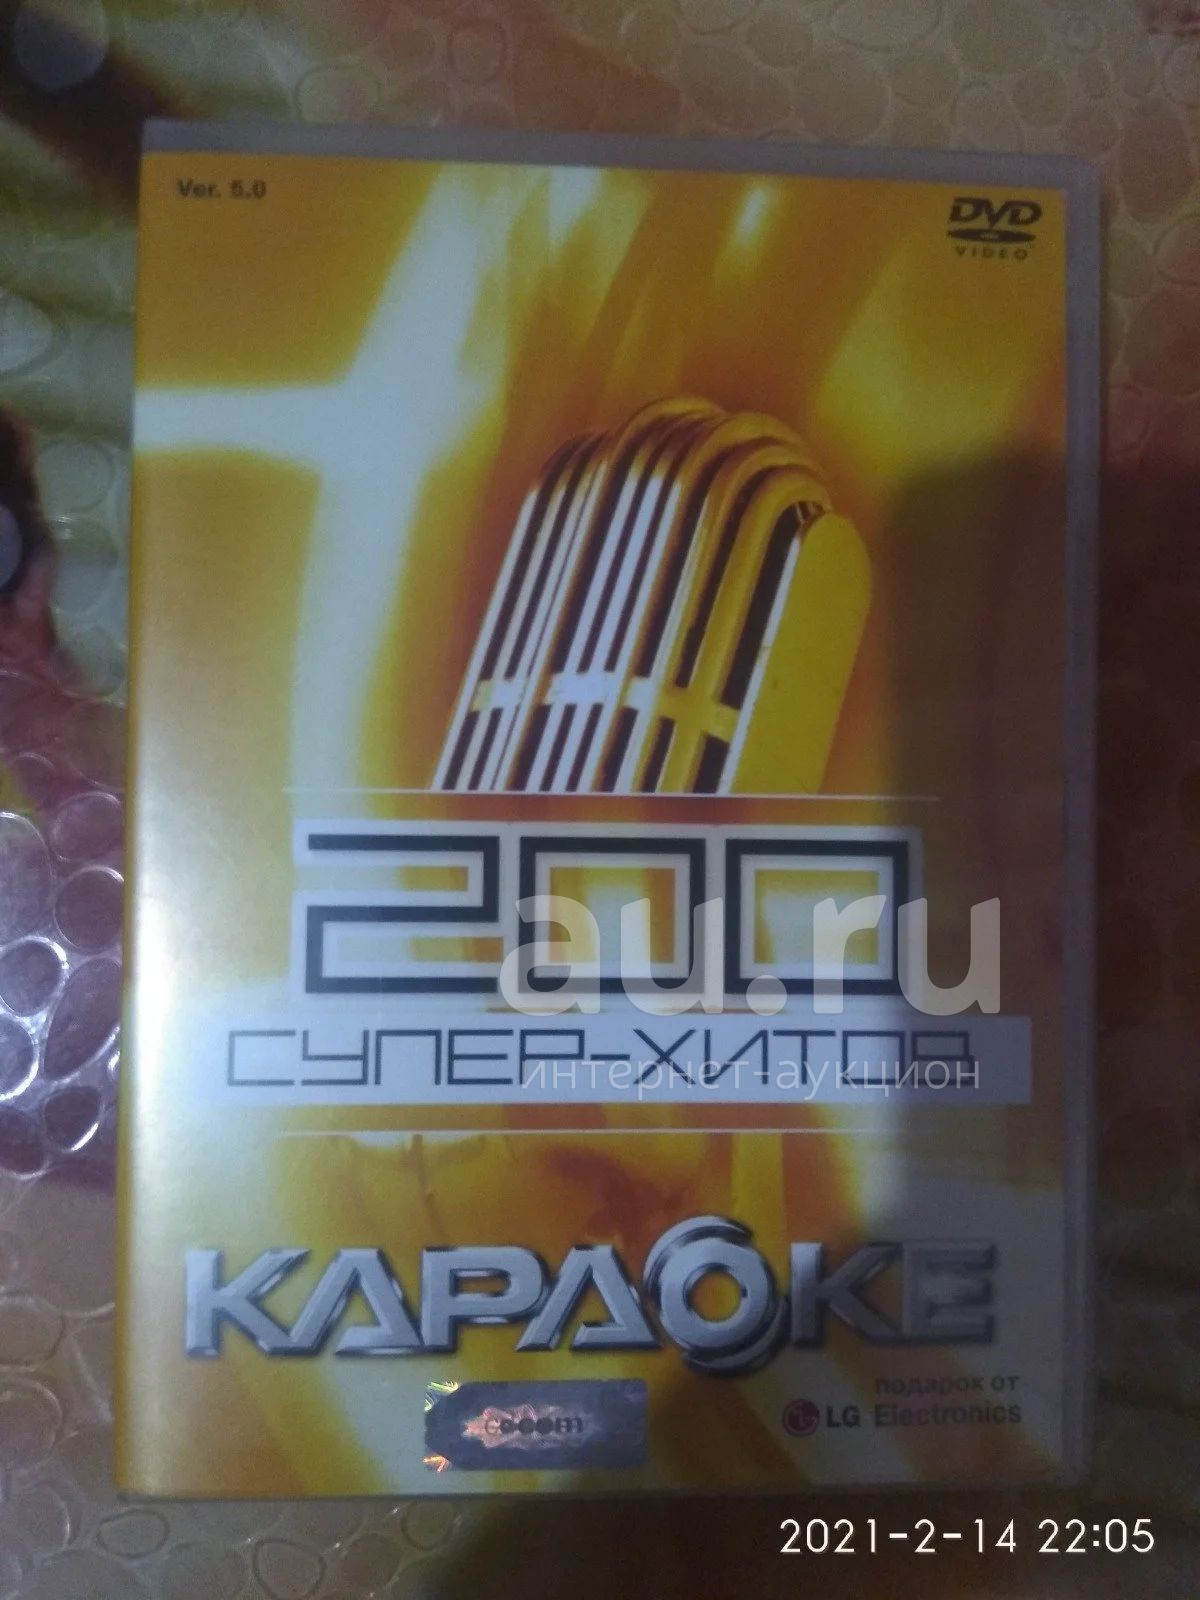 Ver. 5.0
DVD
VIDEO
200
au.ru
СУПЕР-ХИТОВ
интернет-аукцион
КАРАОКЕ
подарок от
LG Electronics
2021-2-14 22:05